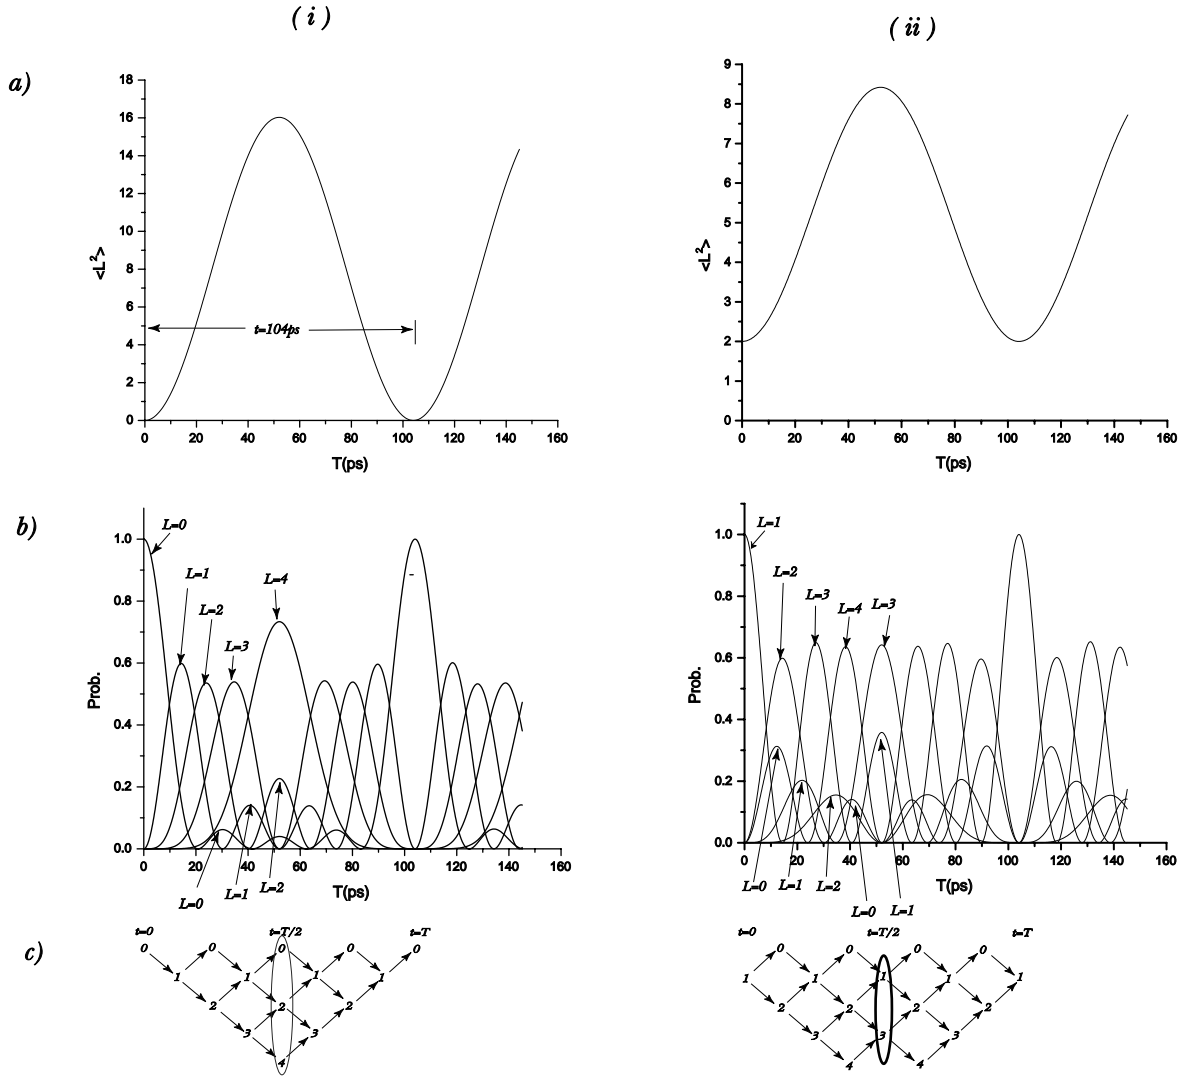 ( i )
( ii )
a)
18
16
14
12
10
8
6
4
2
0
<L²>
t=104ps
0 20 40 60 80 100 120 140 160
T(ps)
9
8
7
6
5
4
3
2
1
0
<L²>
0 20 40 60 80 100 120 140 160
T(ps)
b)
1.0
0.8
0.6
0.4
0.2
0.0
Prob.
L=0
L=1
L=2
L=3
L=4
-
0 20 40 60 80 100 120 140 160
L=0
L=1
L=2
T(ps)
1.0
0.8
0.6
0.4
0.2
0.0
Prob.
L=1
L=2
L=3
L=4
L=3
0 20 40 60 80 100 120 140 160
L=0
L=1
L=2
L=0
L=1
T(ps)
c)
t=0 t=T/2 t=T
0 0 0 0 0
1 1 1 1
2 2 2
3 3
4
t=0 t=T/2 t=T
0 0 0 0
1 1 1 1 1
2 2 2 2
3 3 3
4 4